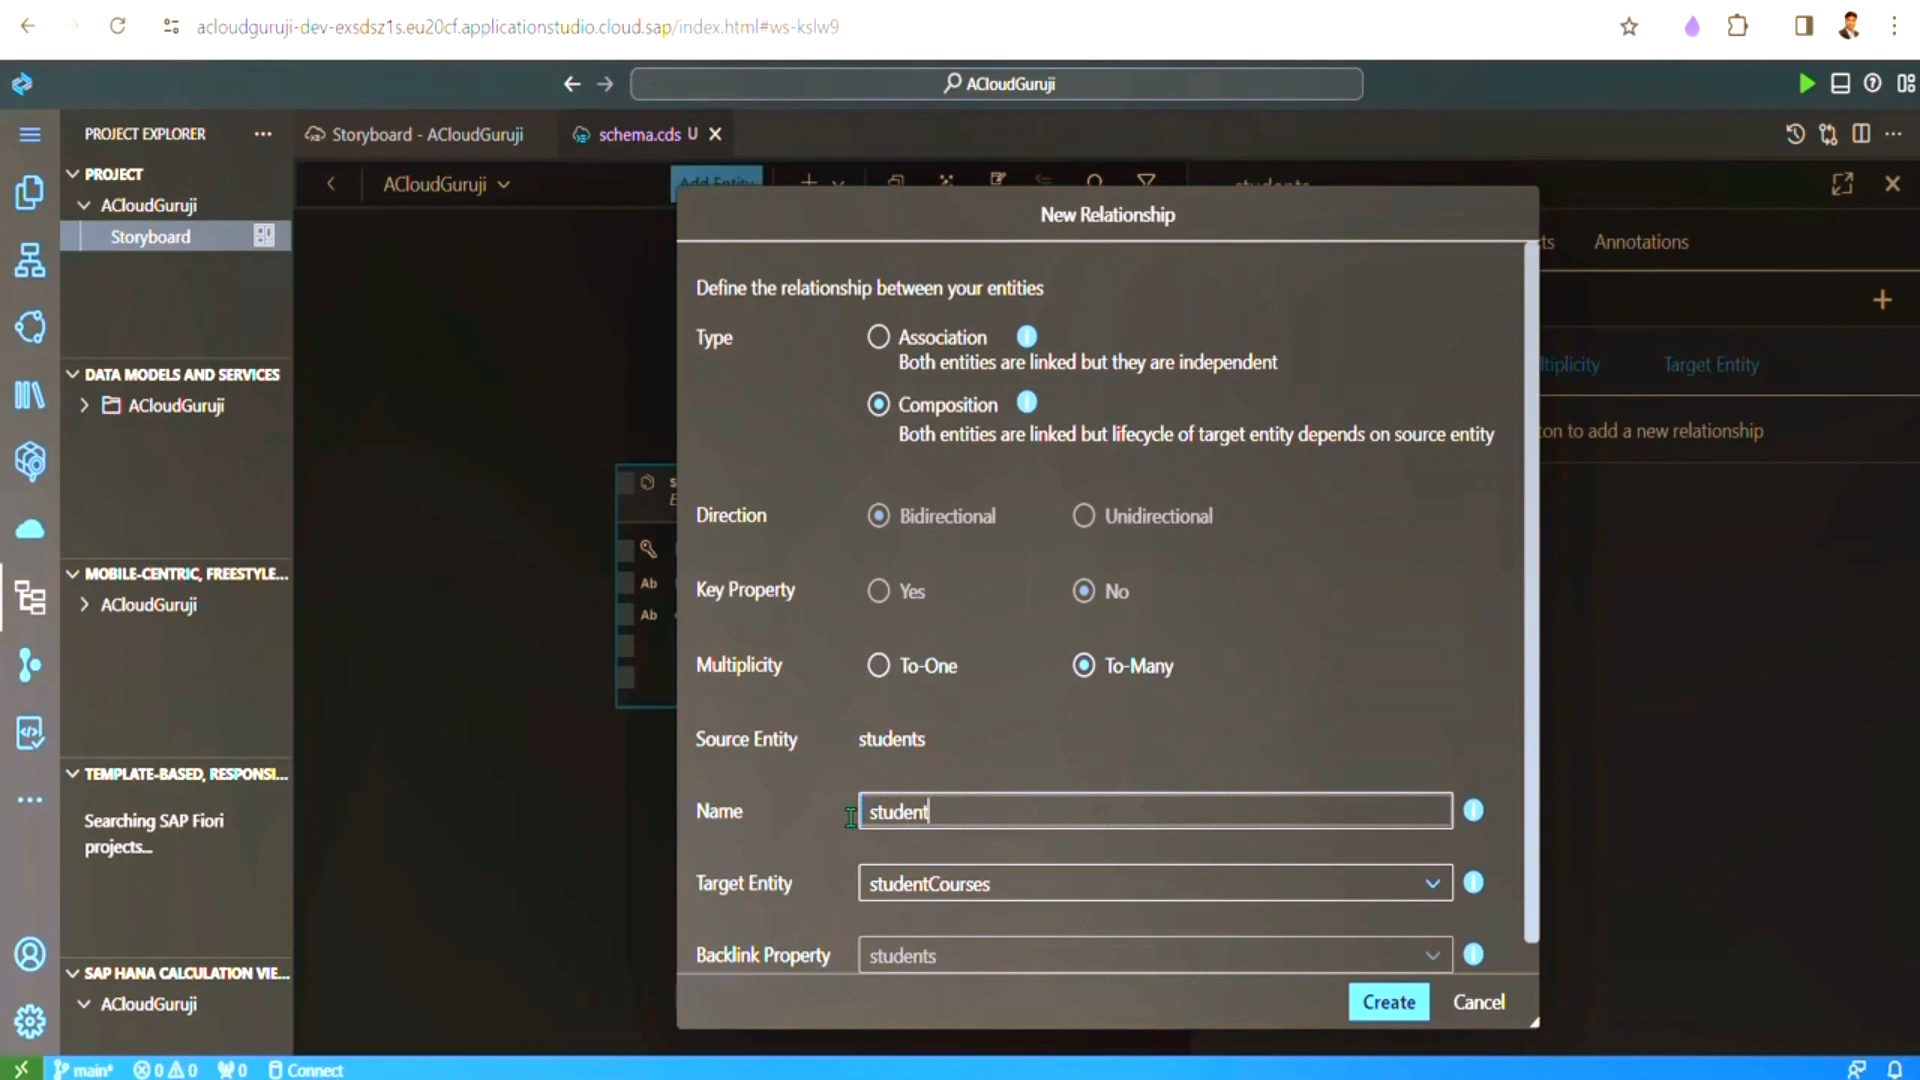 acloudguruji-dev-exsdsz1s.eu20cf.applicationstudio.cloud.sap/index.html#ws-kslw9
ACloudGuruji
PROJECT EXPLORER
Storyboard - ACloudGuruji
schema.cds U
PROJECT
ACloudGuruji
Storyboard
ACloudGuruji
Add Entity
students
New Relationship
Annotations
Define the relationship between your entities
Type
Association
Both entities are linked but they are independent
Composition
Both entities are linked but lifecycle of target entity depends on source entity
Target Entity
to add a new relationship
DATA MODELS AND SERVICES
ACloudGuruji
Direction
Bidirectional
Unidirectional
Key Property
Yes
No
Ab
Ab
MOBILE-CENTRIC, FREESTYLE...
ACloudGuruji
Multiplicity
To-One
To-Many
Source Entity
students
TEMPLATE-BASED, RESPONSI...
Searching SAP Fiori
projects...
Name
student
Target Entity
studentCourses
Backlink Property
students
SAP HANA CALCULATION VIE...
ACloudGuruji
Create
Cancel
main*
0
0
0
Connect